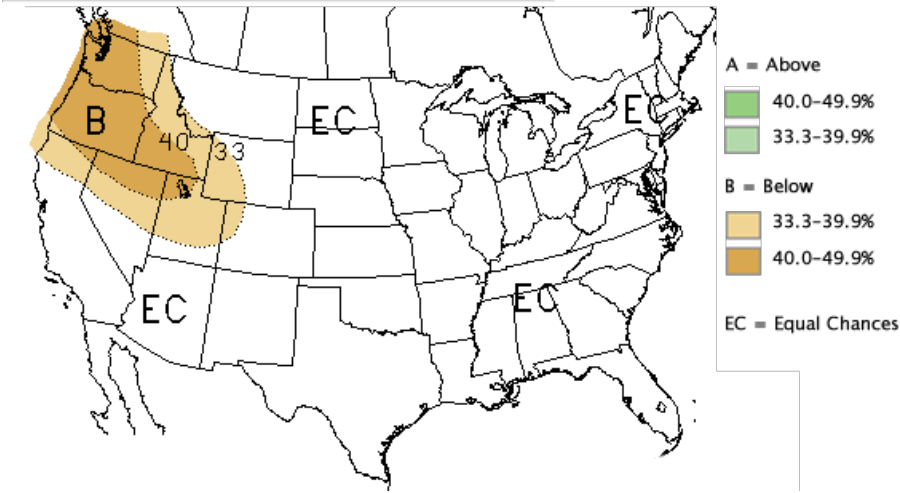 A = Above
40.0-49.9%
33.3-39.9%
B = Below
33.3-39.9%
40.0-49.9%
EC = Equal Chances
B
40
33
EC
EC
EC
EC